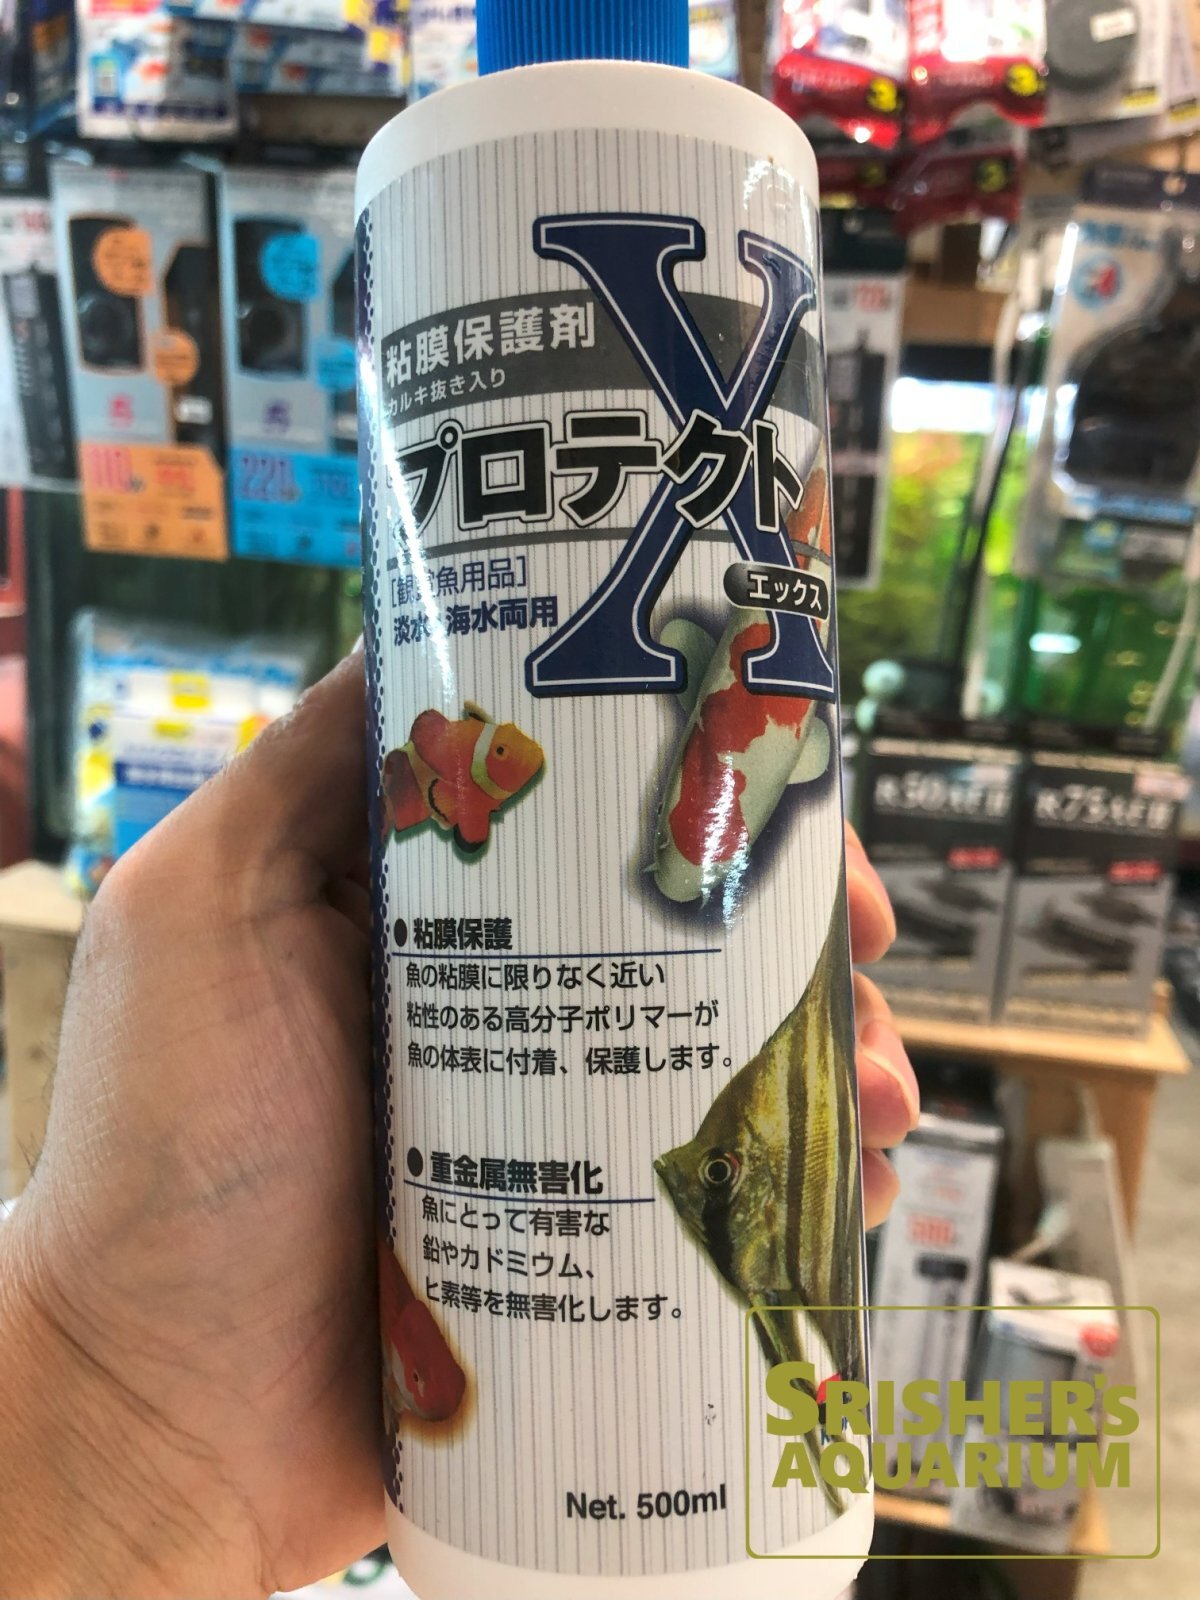 X
粘膜保護剤
カルキ抜き入り
プロテクト
エックス
[観賞魚用品]
淡水・海水両用
● 粘膜保護
魚の粘膜に限りなく近い
粘性のある高分子ポリマーが
魚の体表に付着、保護します。
● 重金属無害化
魚にとって有害な
鉛やカドミウム、
ヒ素等を無害化します。
Net. 500ml
SRISHER's
AQUARIUM